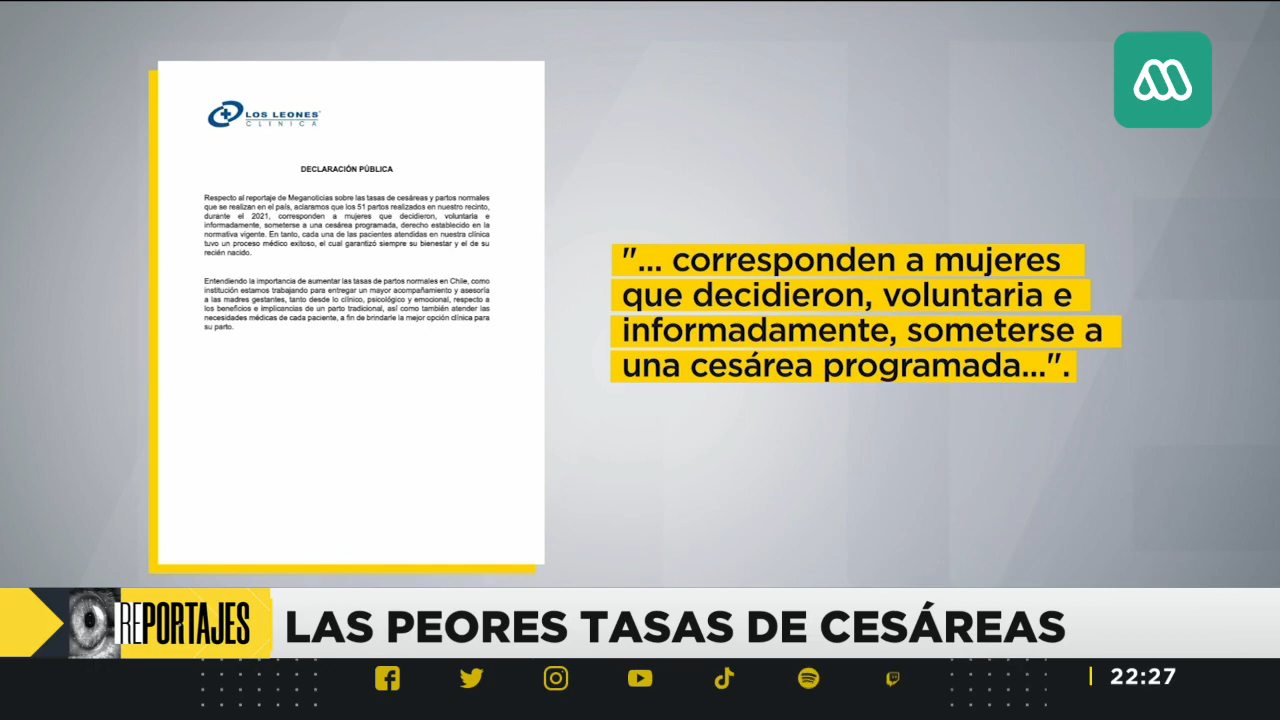 LOS LEONES
CLINICA
DECLARACIÓN PÚBLICA
Respecto al reportaje de Meganoticias sobre las tasas de cesáreas y partos normales
que se realizan en el país, aclaramos que los 51 partos realizados en nuestro recinto,
durante el 2021, corresponden a mujeres que decidieron, voluntaria e
informadamente, someterse a una cesárea programada, derecho establecido en la
normativa vigente. En tanto, cada una de las pacientes atendidas en nuestra clínica
tuvo un proceso médico exitoso, el cual garantizó siempre su bienestar y el de su
recién nacido.
Entendiendo la importancia de aumentar las tasas de partos normales en Chile, como
institución estamos trabajando para entregar un mayor acompañamiento y asesoría
a las madres gestantes, tanto desde lo clínico, psicológico y emocional, respecto a
los beneficios e implicancias de un parto tradicional, así como también atender las
necesidades médicas de cada paciente, a fin de brindarle la mejor opción clínica para
su parto.
"... corresponden a mujeres
que decidieron, voluntaria e
informadamente, someterse a
una cesárea programada...".
REPORTAJES
LAS PEORES TASAS DE CESÁREAS
22:27